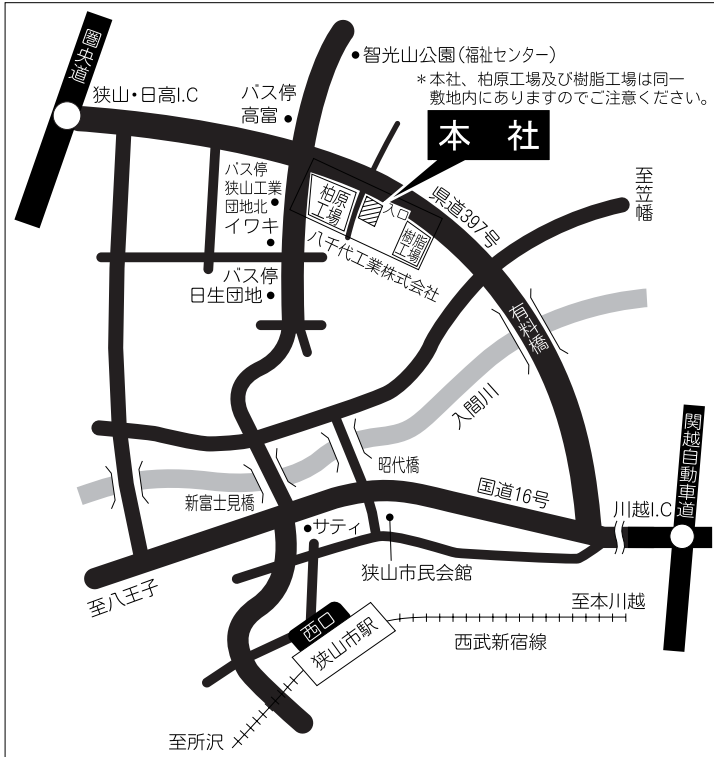 圏央道
狭山・日高I.C
智光山公園(福祉センター)
＊本社、柏原工場及び樹脂工場は同一
敷地内にありますのでご注意ください。
バス停
高富
本 社
バス停
狭山工業
団地北
イワキ
柏原
工場
入口
樹脂
工場
八千代工業株式会社
県道397号
至笠幡
バス停
日生団地
有料橋
入間川
新富士見橋
昭代橋
国道16号
関越自動車道
川越I.C
サティ
狭山市民会館
至八王子
西口
狭山市駅
至本川越
西武新宿線
至所沢